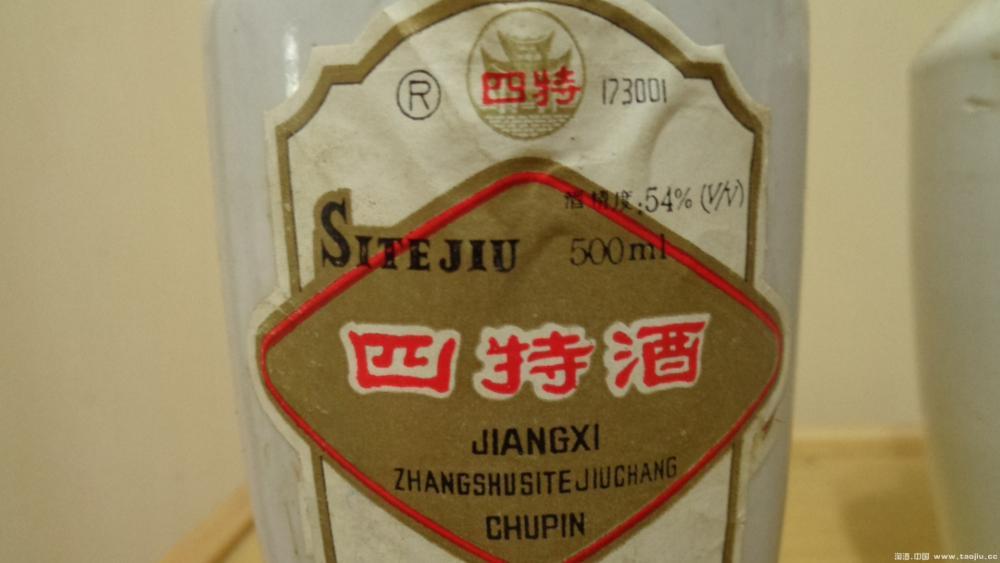 ® 四特 173001
酒精度:54% (V/V)
SITEJIU 500ml
四特酒
JIANGXI
ZHANGSHUSITEJIUCHANG
CHUPIN
淘酒.中国 www.taojiu.cc